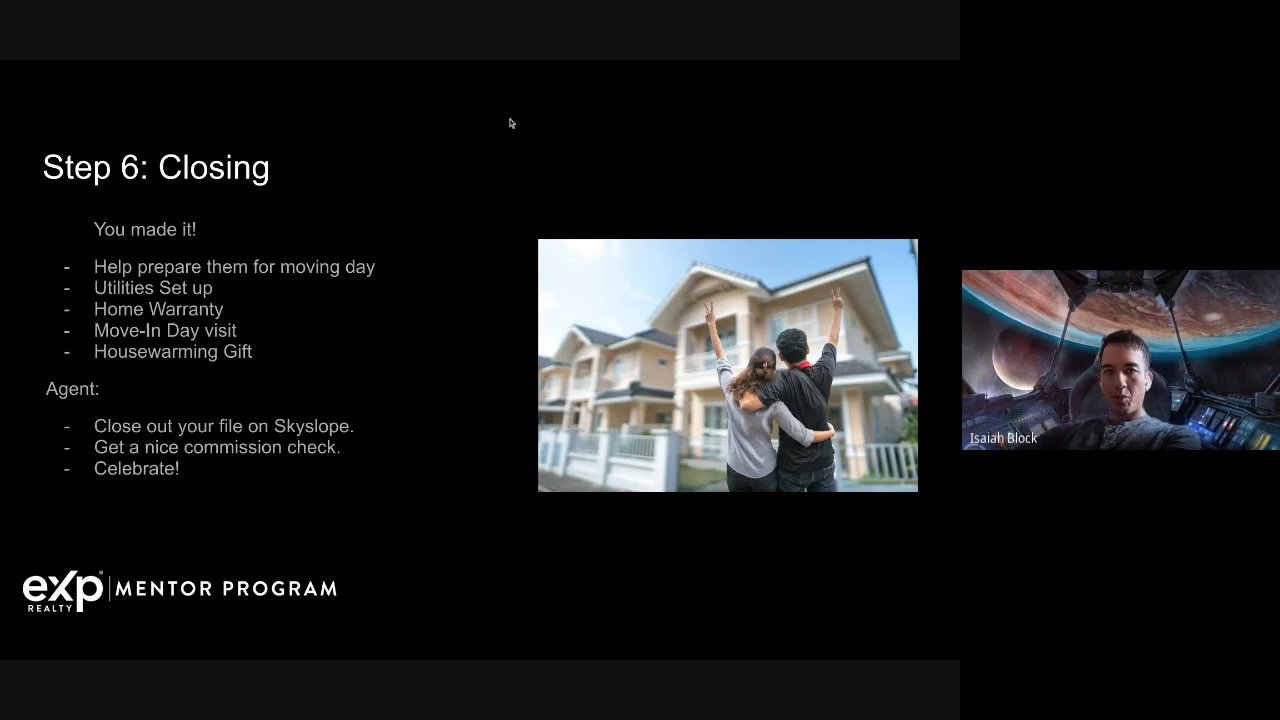 Step 6: Closing
You made it!
- Help prepare them for moving day
- Utilities Set up
- Home Warranty
- Move-In Day visit
- Housewarming Gift
Agent:
- Close out your file on Skyslope.
- Get a nice commission check.
- Celebrate!
eXp® REALTY | MENTOR PROGRAM
Isaiah Block